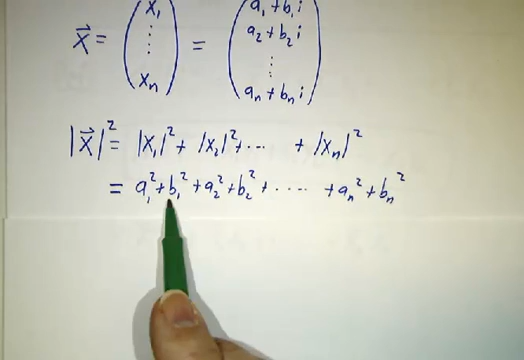 x⃗ = (x₁ ⋮ xₙ) = (a₁ + b₁i a₂ + b₂i ⋮ aₙ + bₙi)
|x⃗|² = |x₁|² + |x₂|² + ⋯ + |xₙ|²
= a₁² + b₁² + a₂² + b₂² + ⋯⋯ + aₙ² + bₙ²